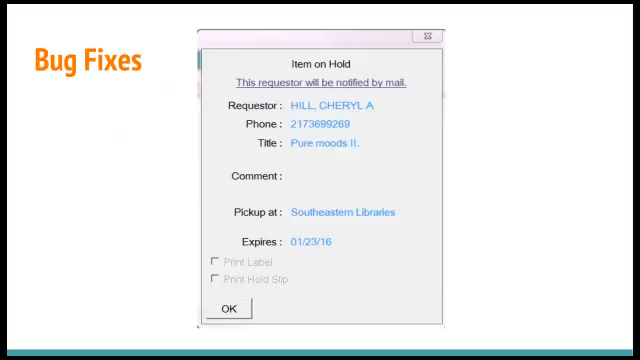 Bug Fixes
Item on Hold
This requestor will be notified by mail.
Requestor : HILL, CHERYL A
Phone : 2173699269
Title : Pure moods II.
Comment :
Pickup at : Southeastern Libraries
Expires : 01/23/16
Print Label
Print Hold Slip
OK